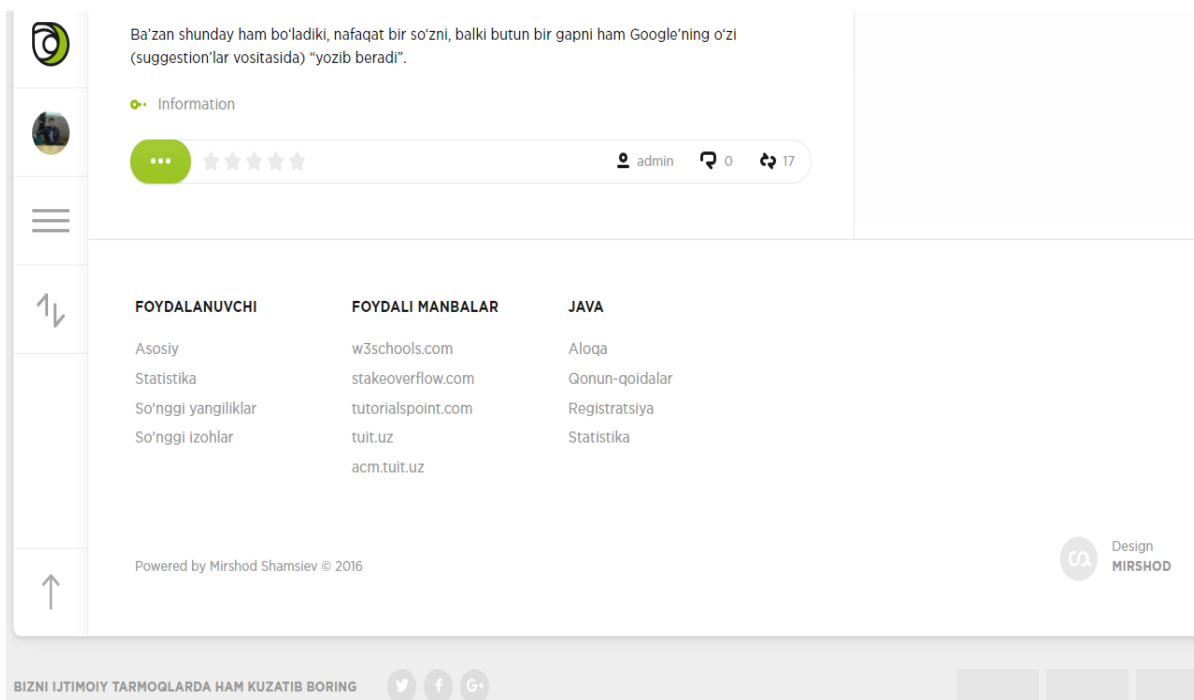 Ba'zan shunday ham bo'ladiki, nafaqat bir so'zni, balki butun bir gapni ham Google'ning o'zi
(suggestion'lar vositasida) “yozib beradi”.
Information
admin 0 17
FOYDALANUVCHI
Asosiy
Statistika
So'nggi yangiliklar
So'nggi izohlar
FOYDALI MANBALAR
w3schools.com
stakeoverflow.com
tutorialspoint.com
tuit.uz
acm.tuit.uz
JAVA
Aloqa
Qonun-qoidalar
Registratsiya
Statistika
Powered by Mirshod Shamsiev © 2016
Design
MIRSHOD
BIZNI IJTIMOIY TARMOQLARDA HAM KUZATIB BORING